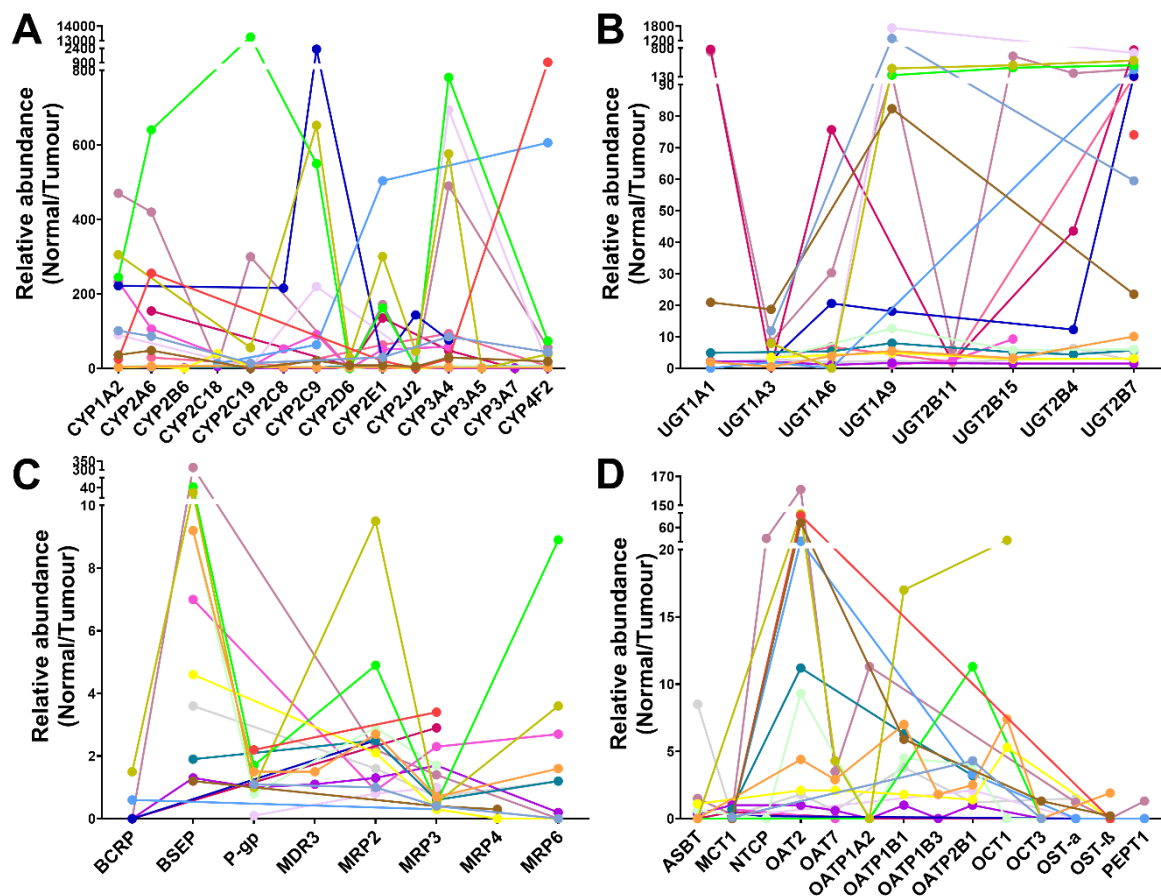 A
Relative abundance
(Normal/Tumour)
14000
13000
2400
900
800
600
400
200
0
CYP1A2
CYP2A6
CYP2B6
CYP2C18
CYP2C19
CYP2C8
CYP2C9
CYP2D6
CYP2E1
CYP2J2
CYP3A4
CYP3A5
CYP3A7
CYP4F2
B
Relative abundance
(Normal/Tumour)
1800
1200
600
130
90
80
70
60
50
40
30
20
10
0
UGT1A1
UGT1A3
UGT1A6
UGT1A9
UGT2B11
UGT2B15
UGT2B4
UGT2B7
C
Relative abundance
(Normal/Tumour)
350
300
40
10
8
6
4
2
0
BCRP
BSEP
P-gp
MDR3
MRP2
MRP3
MRP4
MRP6
D
Relative abundance
(Normal/Tumour)
170
150
60
20
15
10
5
0
ASBT
MCT1
NTCP
OAT2
OAT7
OATP1A2
OATP1B1
OATP1B3
OATP2B1
OCT1
OCT3
OST-a
OST-ß
PEPT1